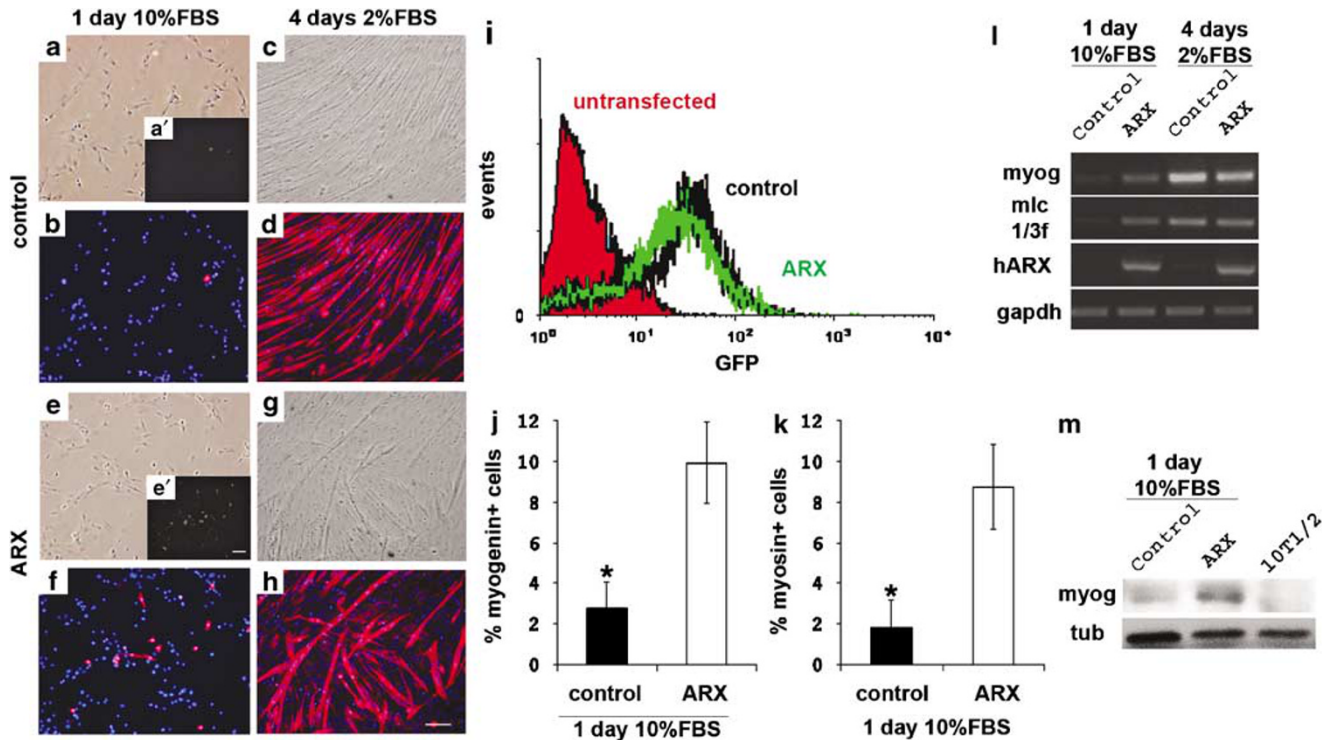 1 day 10%FBS
4 days 2%FBS
control
a
a′
c
b
d
ARX
e
e′
g
f
h
i
events
untransfected
control
ARX
0
10⁰ 10¹ 10² 10³ 10⁴
GFP
j
% myogenin+ cells
12
10
8
6
4
2
0
*
control ARX
1 day 10%FBS
k
% myosin+ cells
12
10
8
6
4
2
0
*
control ARX
1 day 10%FBS
l
1 day
10%FBS
4 days
2%FBS
Control ARX Control ARX
myog
mlc
1/3f
hARX
gapdh
m
1 day
10%FBS
Control ARX 10T1/2
myog
tub